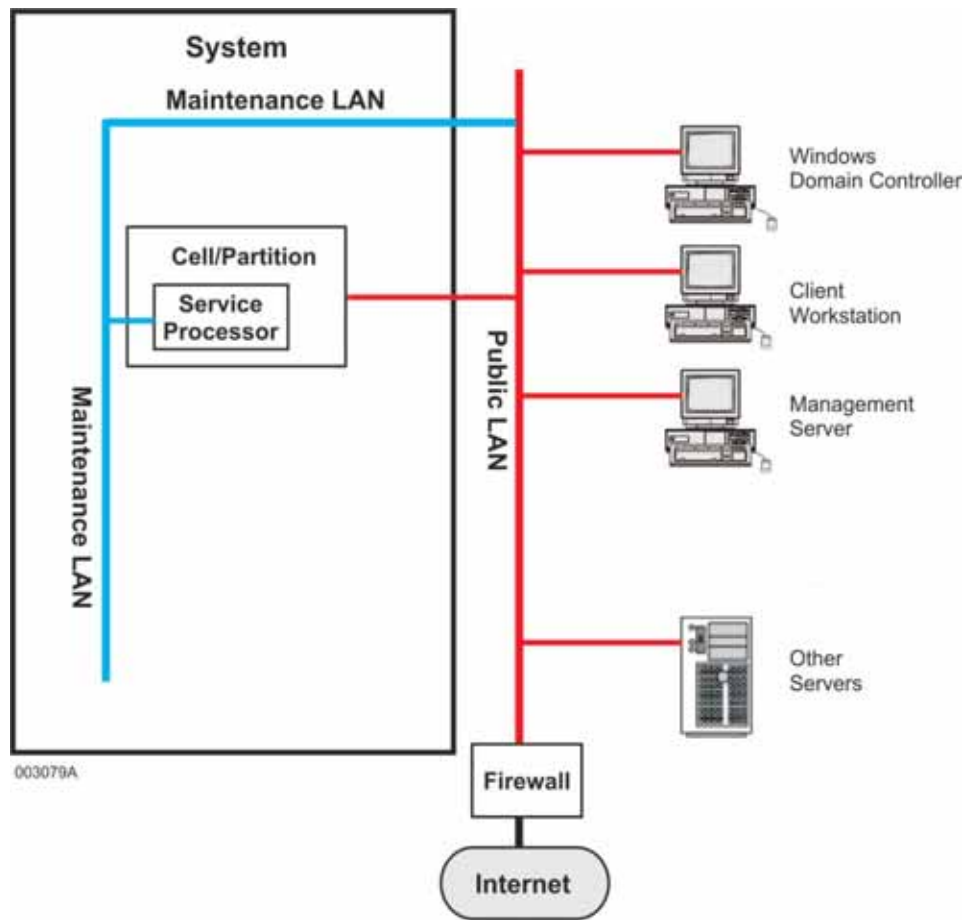 System
Maintenance LAN
Windows
Domain Controller
Cell/Partition
Service
Processor
Client
Workstation
Public LAN
Maintenance LAN
Management
Server
Other
Servers
003079A
Firewall
Internet